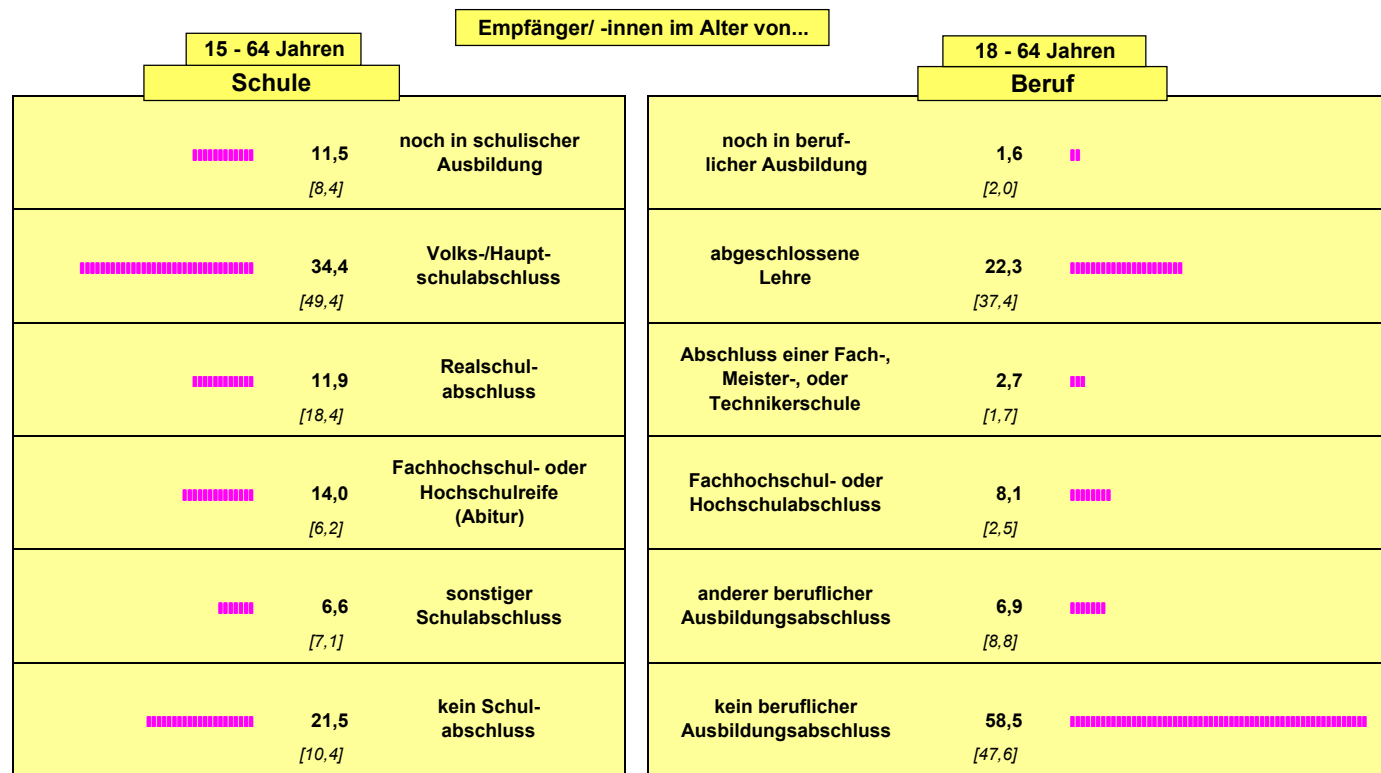 Empfänger/ -innen im Alter von...
15 - 64 Jahren
Schule
11,5
[8,4]
noch in schulischer
Ausbildung
34,4
[49,4]
Volks-/Haupt-
schulabschluss
11,9
[18,4]
Realschul-
abschluss
14,0
[6,2]
Fachhochschul- oder
Hochschulreife
(Abitur)
6,6
[7,1]
sonstiger
Schulabschluss
21,5
[10,4]
kein Schul-
abschluss
18 - 64 Jahren
Beruf
noch in beruf-
licher Ausbildung
1,6
[2,0]
abgeschlossene
Lehre
22,3
[37,4]
Abschluss einer Fach-,
Meister-, oder
Technikerschule
2,7
[1,7]
Fachhochschul- oder
Hochschulabschluss
8,1
[2,5]
anderer beruflicher
Ausbildungsabschluss
6,9
[8,8]
kein beruflicher
Ausbildungsabschluss
58,5
[47,6]